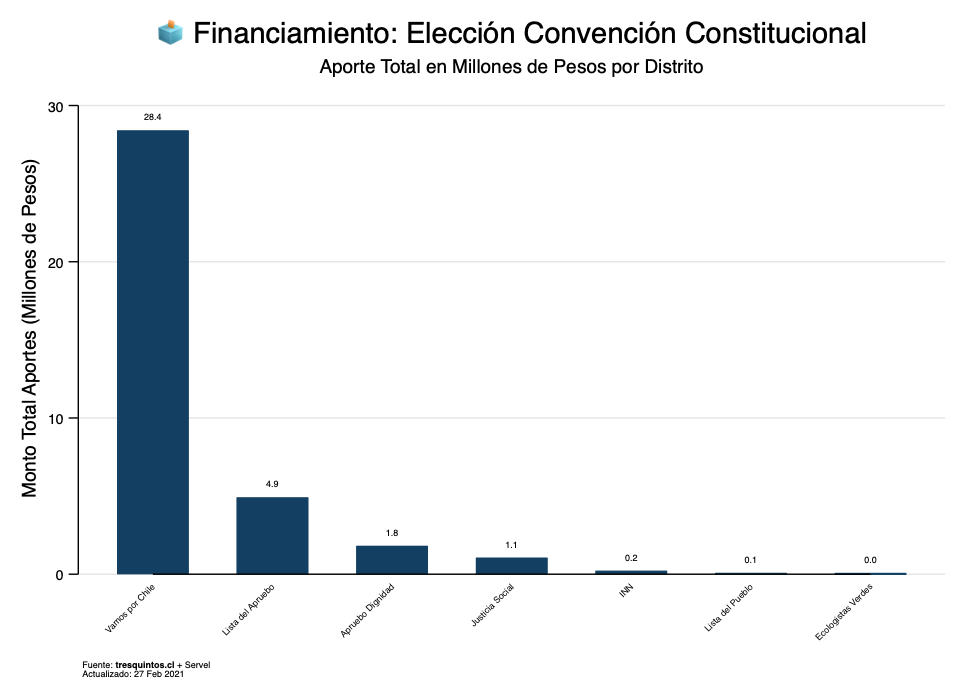 Financiamiento: Elección Convención Constitucional
Aporte Total en Millones de Pesos por Distrito
Monto Total Aportes (Millones de Pesos)
30
20
10
0
28.4
4.9
1.8
1.1
0.2
0.1
0.0
Vamos por Chile
Lista del Apruebo
Apruebo Dignidad
Justicia Social
INN
Lista del Pueblo
Ecologistas Verdes
Fuente: tresquintos.cl + Servel
Actualizado: 27 Feb 2021